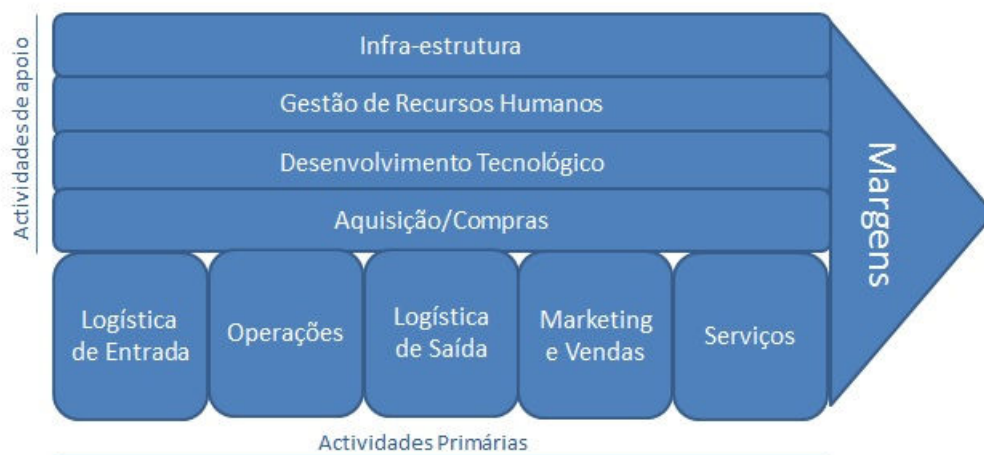 Actividades de apoio
Infra-estrutura
Gestão de Recursos Humanos
Desenvolvimento Tecnológico
Aquisição/Compras
Logística
de Entrada
Operações
Logística
de Saída
Marketing
e Vendas
Serviços
Margens
Actividades Primárias